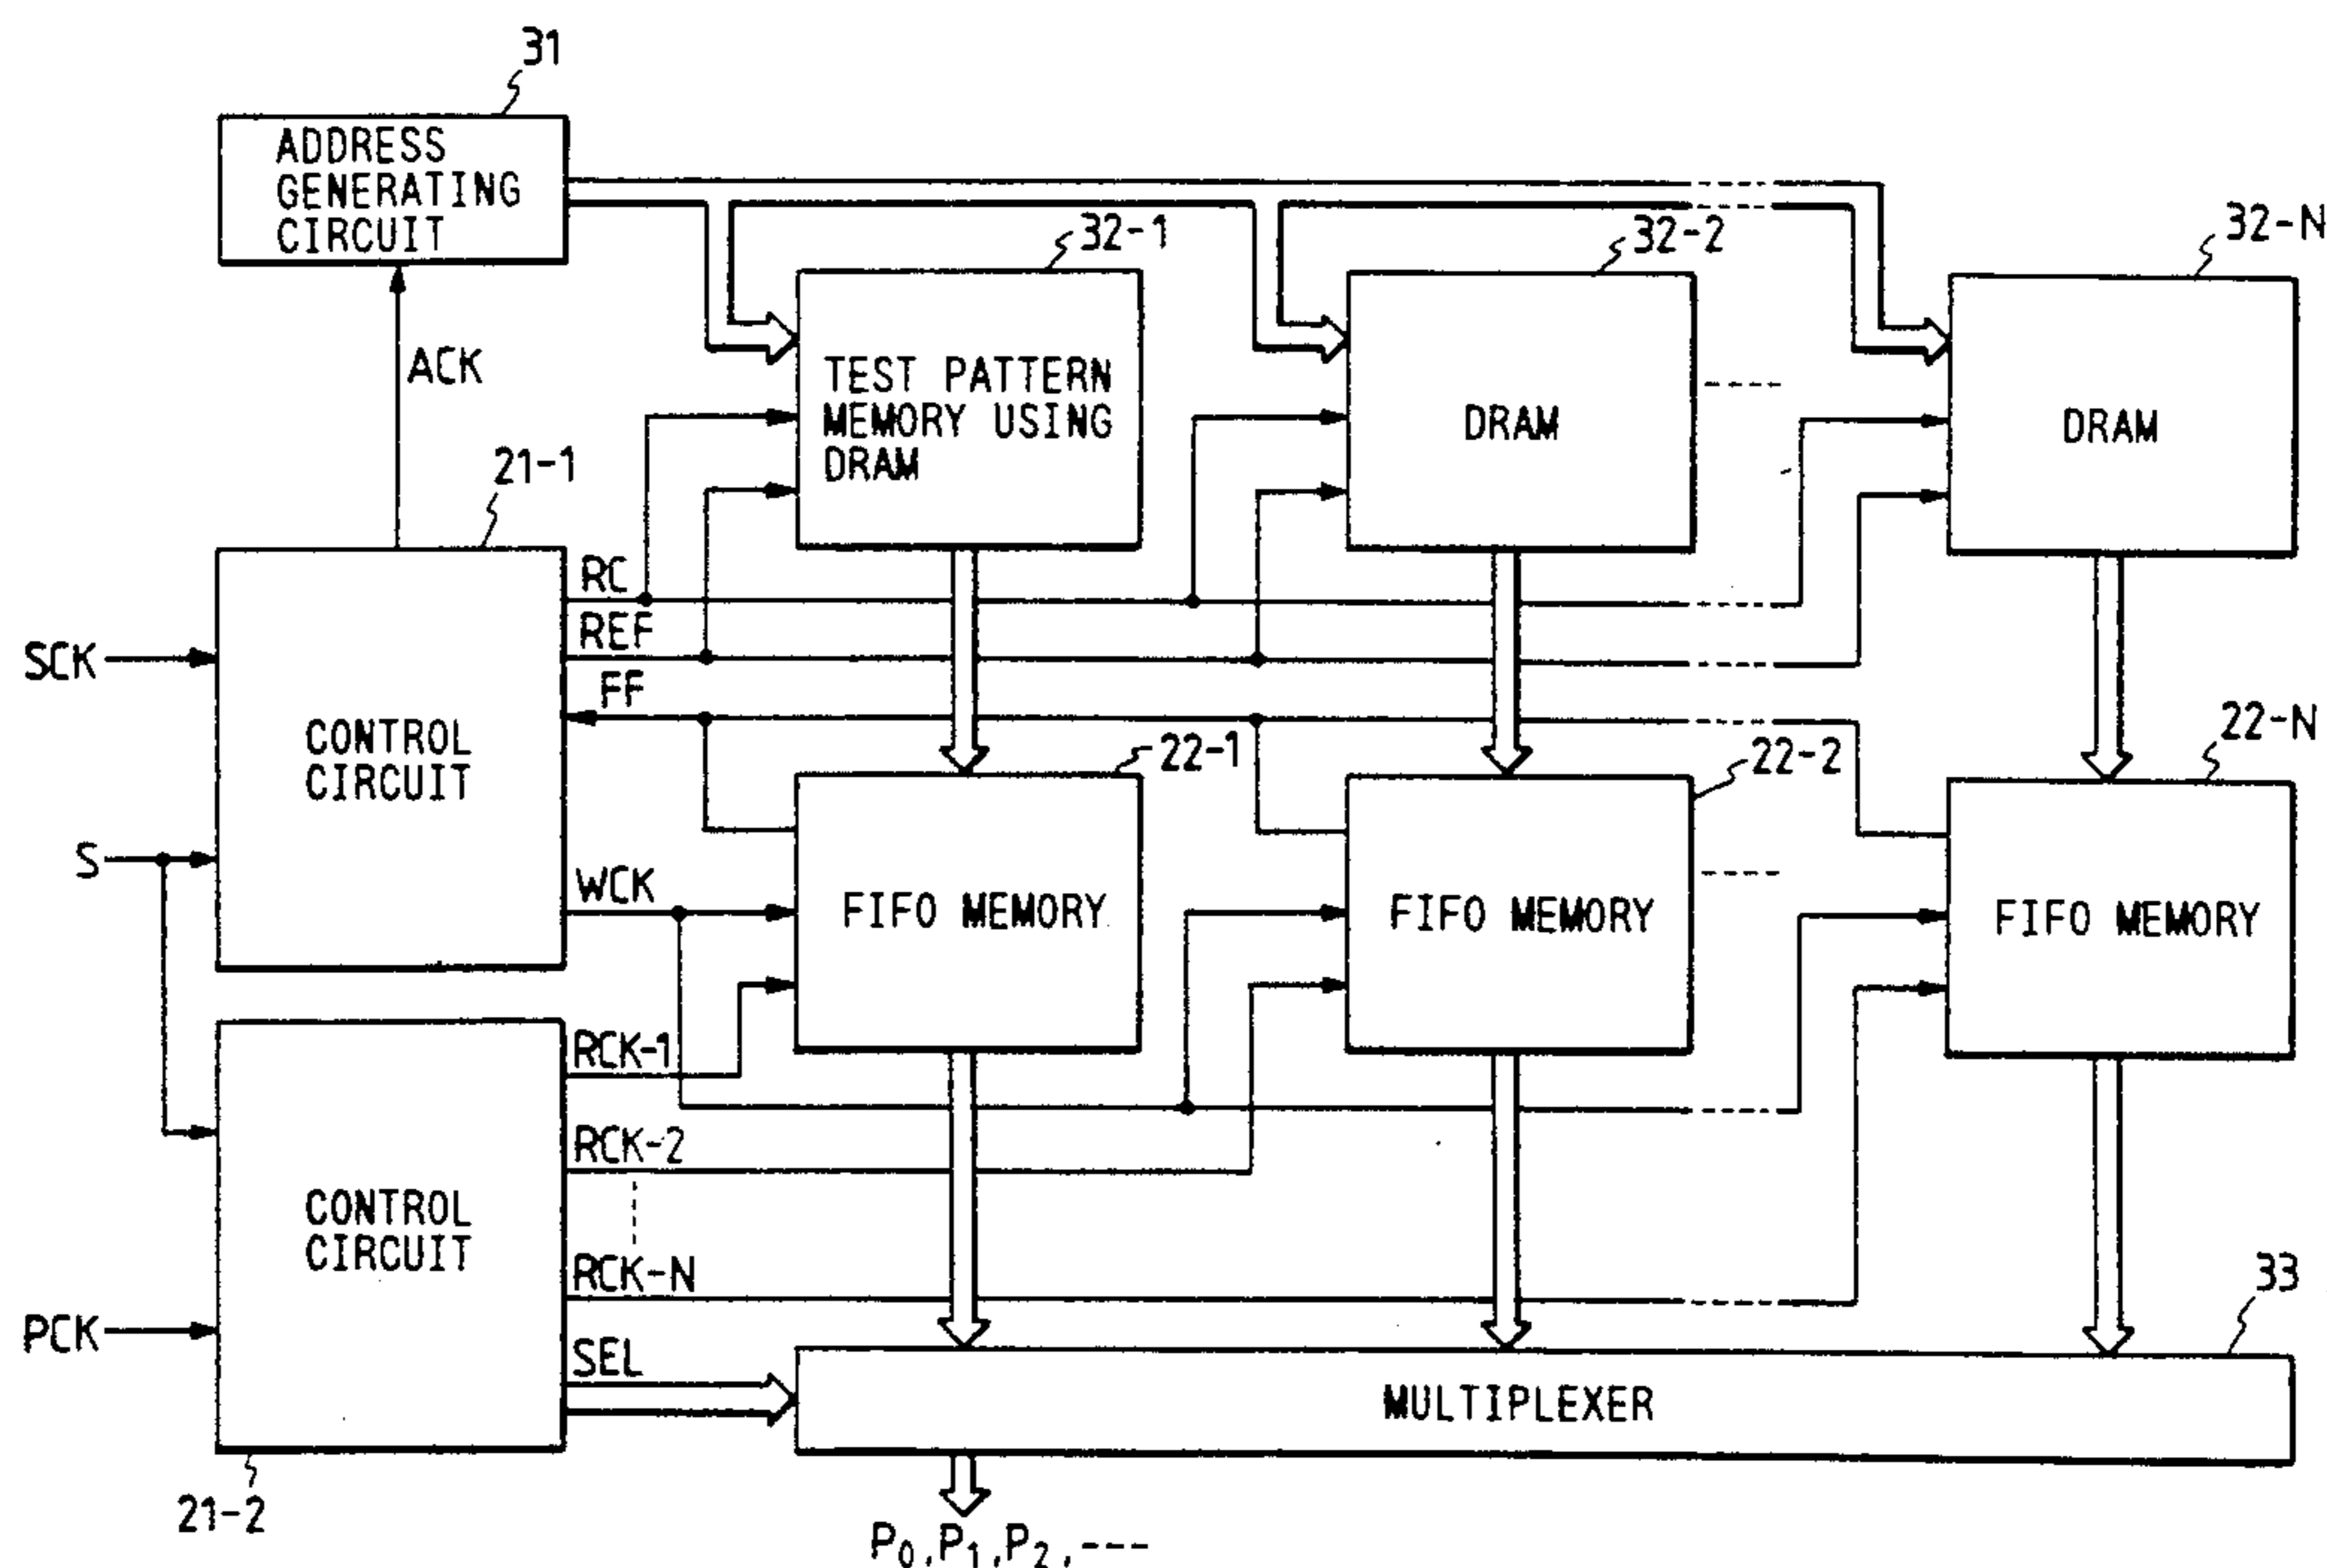 31
ADDRESS
GENERATING
CIRCUIT
32-1
32-2
32-N
ACK
TEST PATTERN
MEMORY USING
DRAM
DRAM
DRAM
21-1
RC
REF
SCK
FF
CONTROL
CIRCUIT
22-1
22-2
22-N
S
WCK
FIFO MEMORY
FIFO MEMORY
FIFO MEMORY
RCK-1
RCK-2
CONTROL
CIRCUIT
RCK-N
33
PCK
SEL
MULTIPLEXER
21-2
P0,P1,P2,---